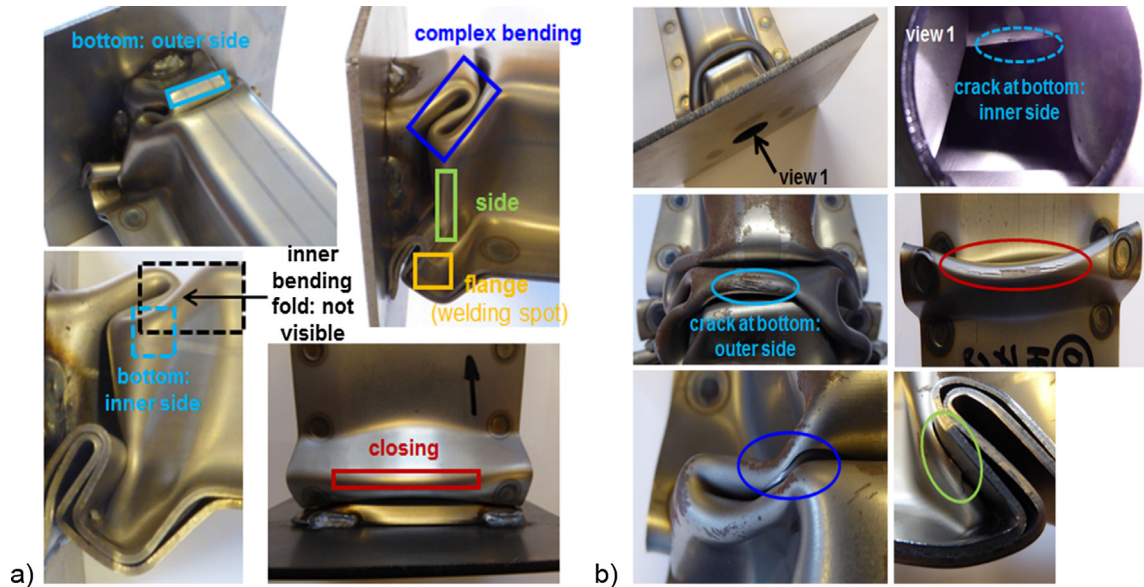 bottom: outer side
complex bending
side
flange
(welding spot)
inner
bending
fold: not
visible
bottom:
inner side
closing
a)
view 1
view 1
crack at bottom:
inner side
crack at bottom:
outer side
b)